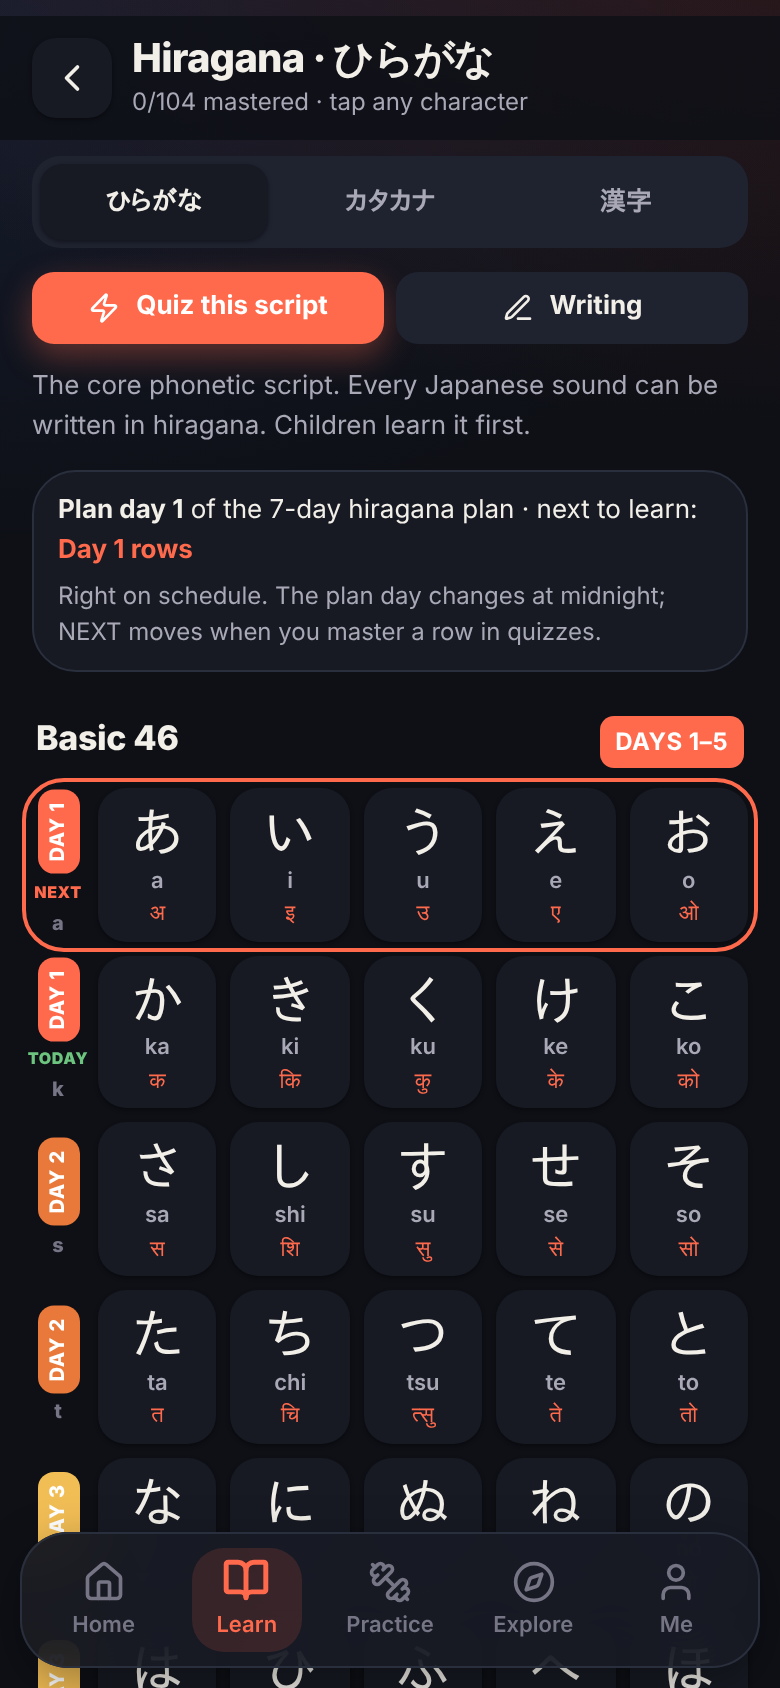 Hiragana · ひらがな
0/104 mastered · tap any character
ひらがな カタカナ 漢字
Quiz this script Writing
The core phonetic script. Every Japanese sound can be
written in hiragana. Children learn it first.
Plan day 1 of the 7-day hiragana plan · next to learn:
Day 1 rows
Right on schedule. The plan day changes at midnight;
NEXT moves when you master a row in quizzes.
Basic 46 DAYS 1–5
DAY 1 NEXT a
あ い う え お
a i u e o
अ इ उ ए ओ
DAY 1 TODAY k
か き く け こ
ka ki ku ke ko
क कि कु के को
DAY 2 s
さ し す せ そ
sa shi su se so
स शि सु से सो
DAY 2 t
た ち つ て と
ta chi tsu te to
त चि त्सु ते तो
AY 3
な に ぬ ね の
Home Learn Practice Explore Me
は ひ ふ へ ほ